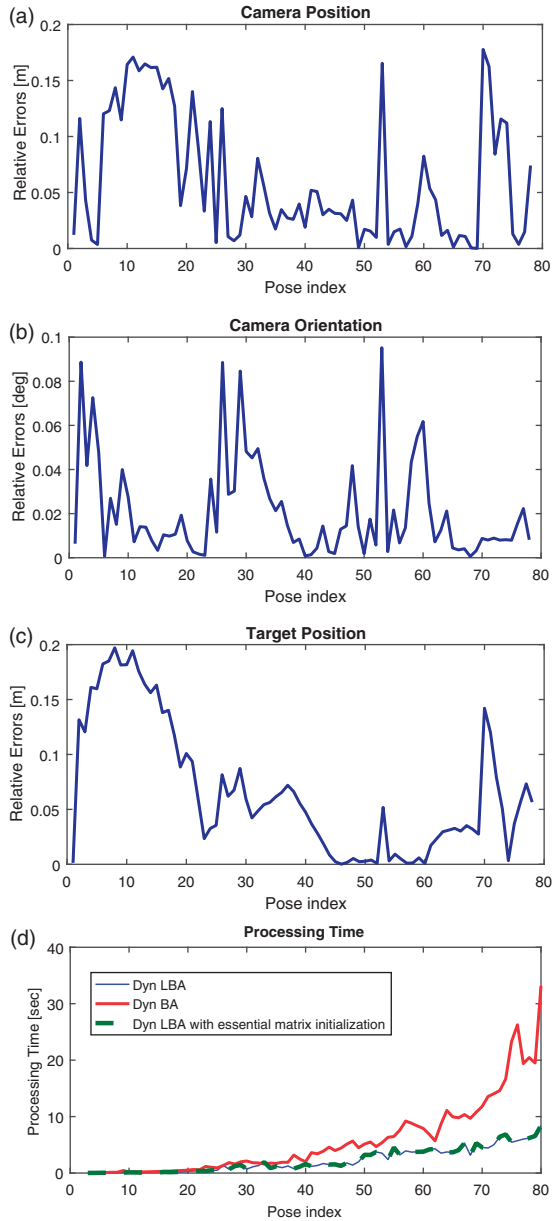 (a)
Camera Position
Relative Errors [m]
0.2
0.15
0.1
0.05
0
0 10 20 30 40 50 60 70 80
Pose index
(b)
Camera Orientation
Relative Errors [deg]
0.1
0.08
0.06
0.04
0.02
0
0 10 20 30 40 50 60 70 80
Pose index
(c)
Target Position
Relative Errors [m]
0.2
0.15
0.1
0.05
0
0 10 20 30 40 50 60 70 80
Pose index
(d)
Processing Time
Processing Time [sec]
40
30
20
10
0
Dyn LBA
Dyn BA
Dyn LBA with essential matrix initialization
0 10 20 30 40 50 60 70 80
Pose index